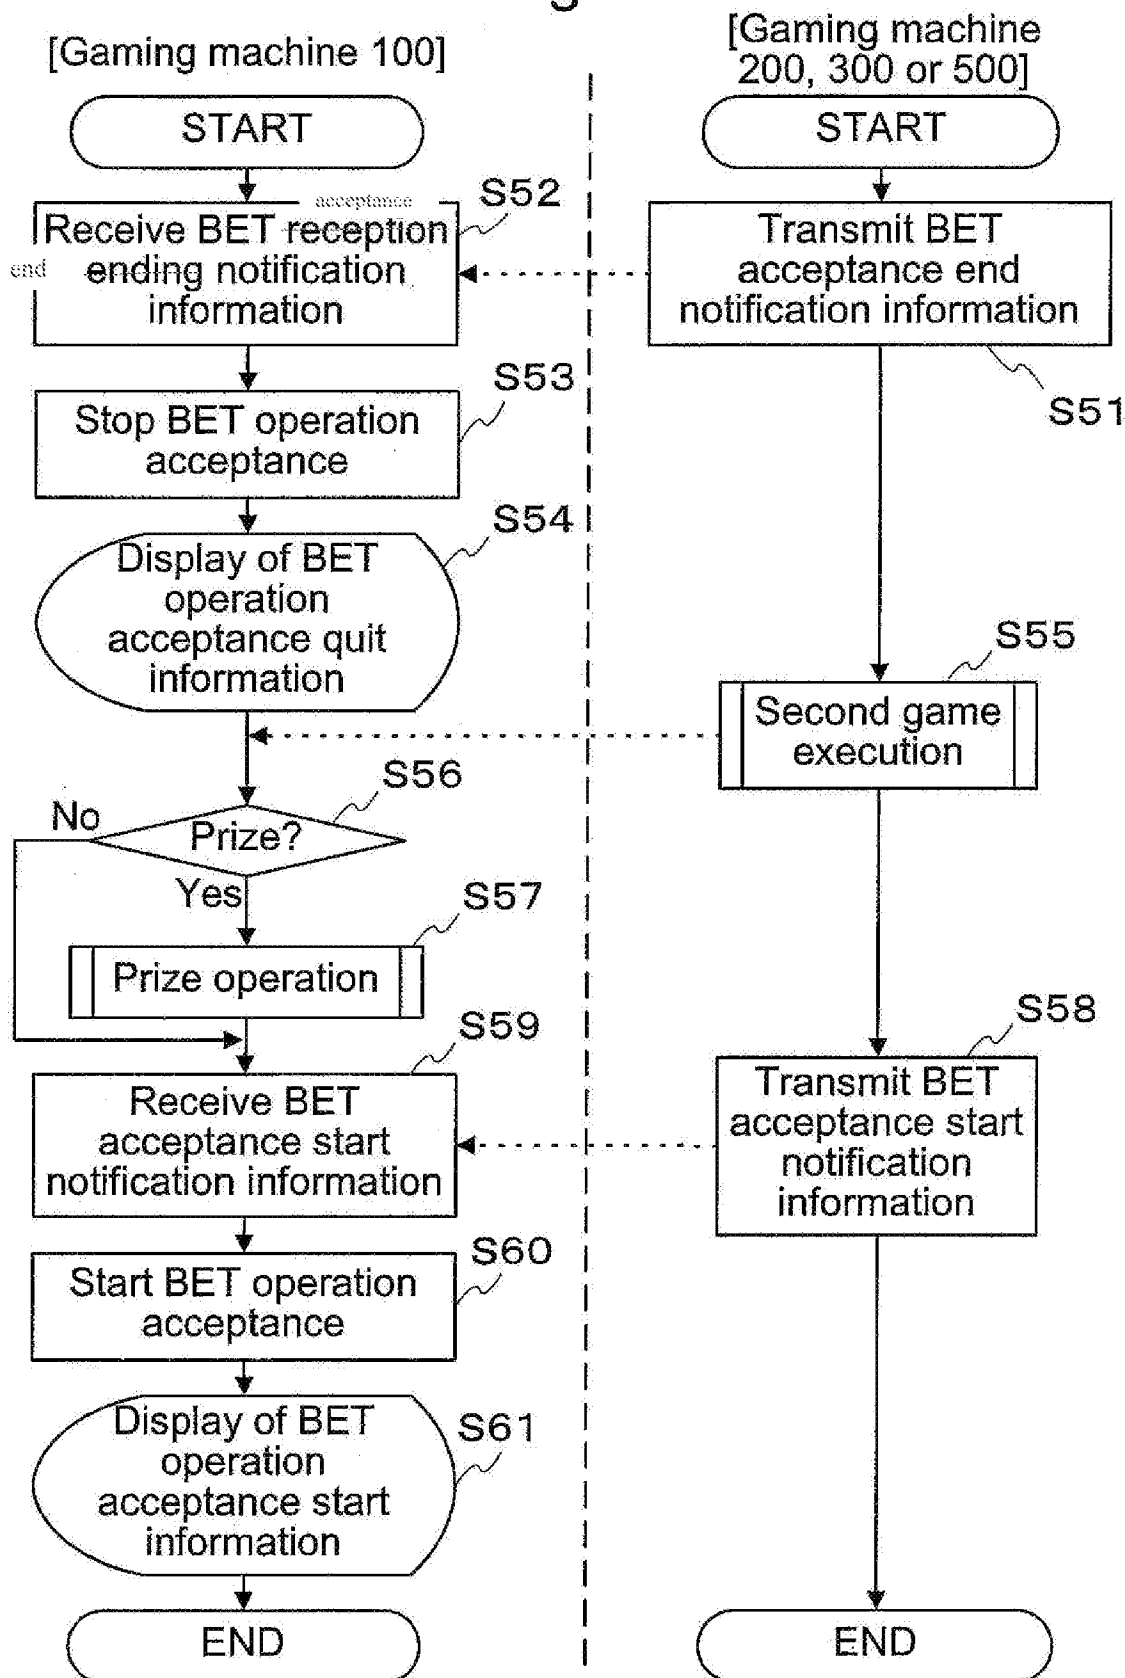 [Gaming machine 100]
START
S52
acceptance
Receive BET reception
end
ending notification
information
S53
Stop BET operation
acceptance
S54
Display of BET
operation
acceptance quit
information
S56
No
Prize?
Yes
S57
Prize operation
S59
Receive BET
acceptance start
notification information
S60
Start BET operation
acceptance
S61
Display of BET
operation
acceptance start
information
END
[Gaming machine
200, 300 or 500]
START
Transmit BET
acceptance end
notification information
S51
S55
Second game
execution
S58
Transmit BET
acceptance start
notification
information
END